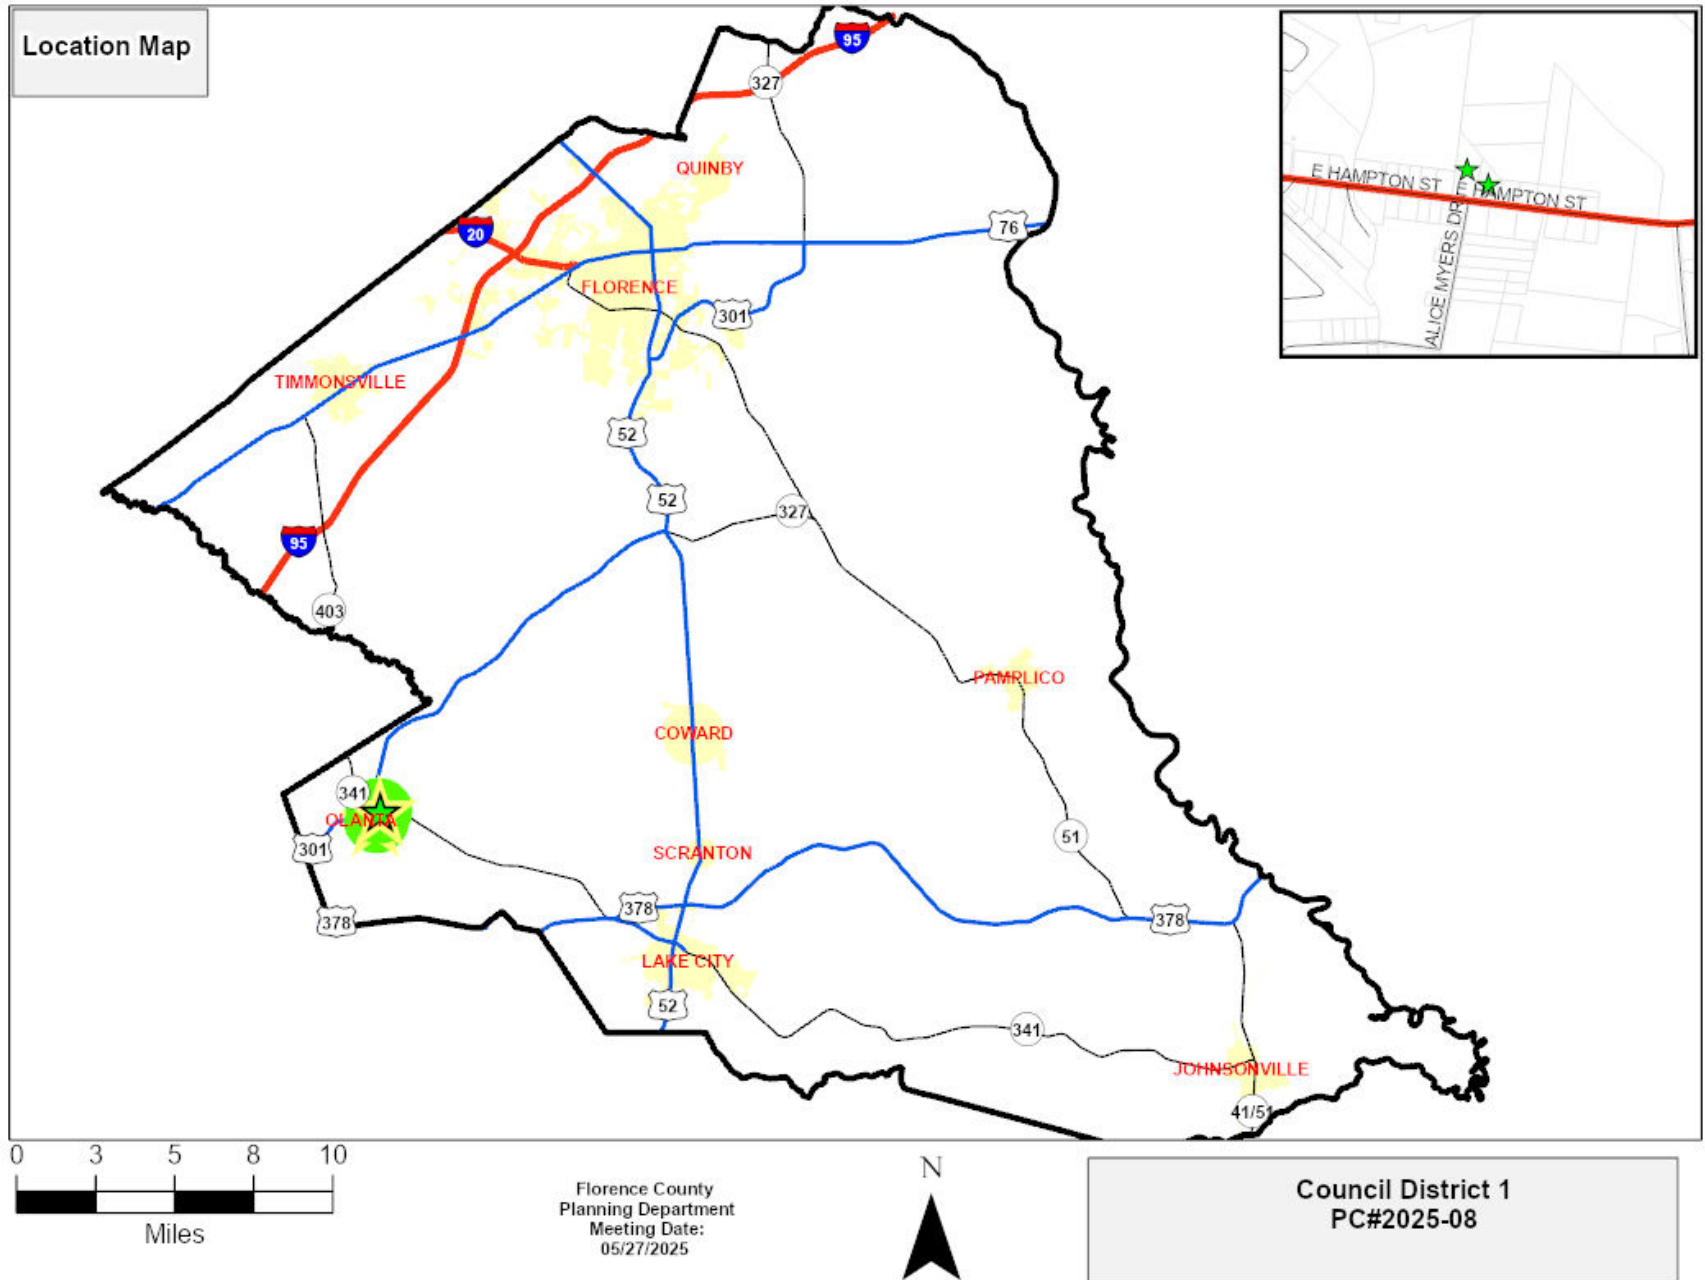 Location Map
95
327
QUINBY
20
76
FLORENCE
301
TIMMONSVILLE
52
52
327
95
403
PAMPLICO
COWARD
341
OLANTA
301
51
SCRANTON
378
378
378
LAKE CITY
52
341
JOHNSONVILLE
41/51
E HAMPTON ST
E HAMPTON ST
ALICE MYERS DR
0 3 5 8 10
Miles
Florence County
Planning Department
Meeting Date:
05/27/2025
N
Council District 1
PC#2025-08